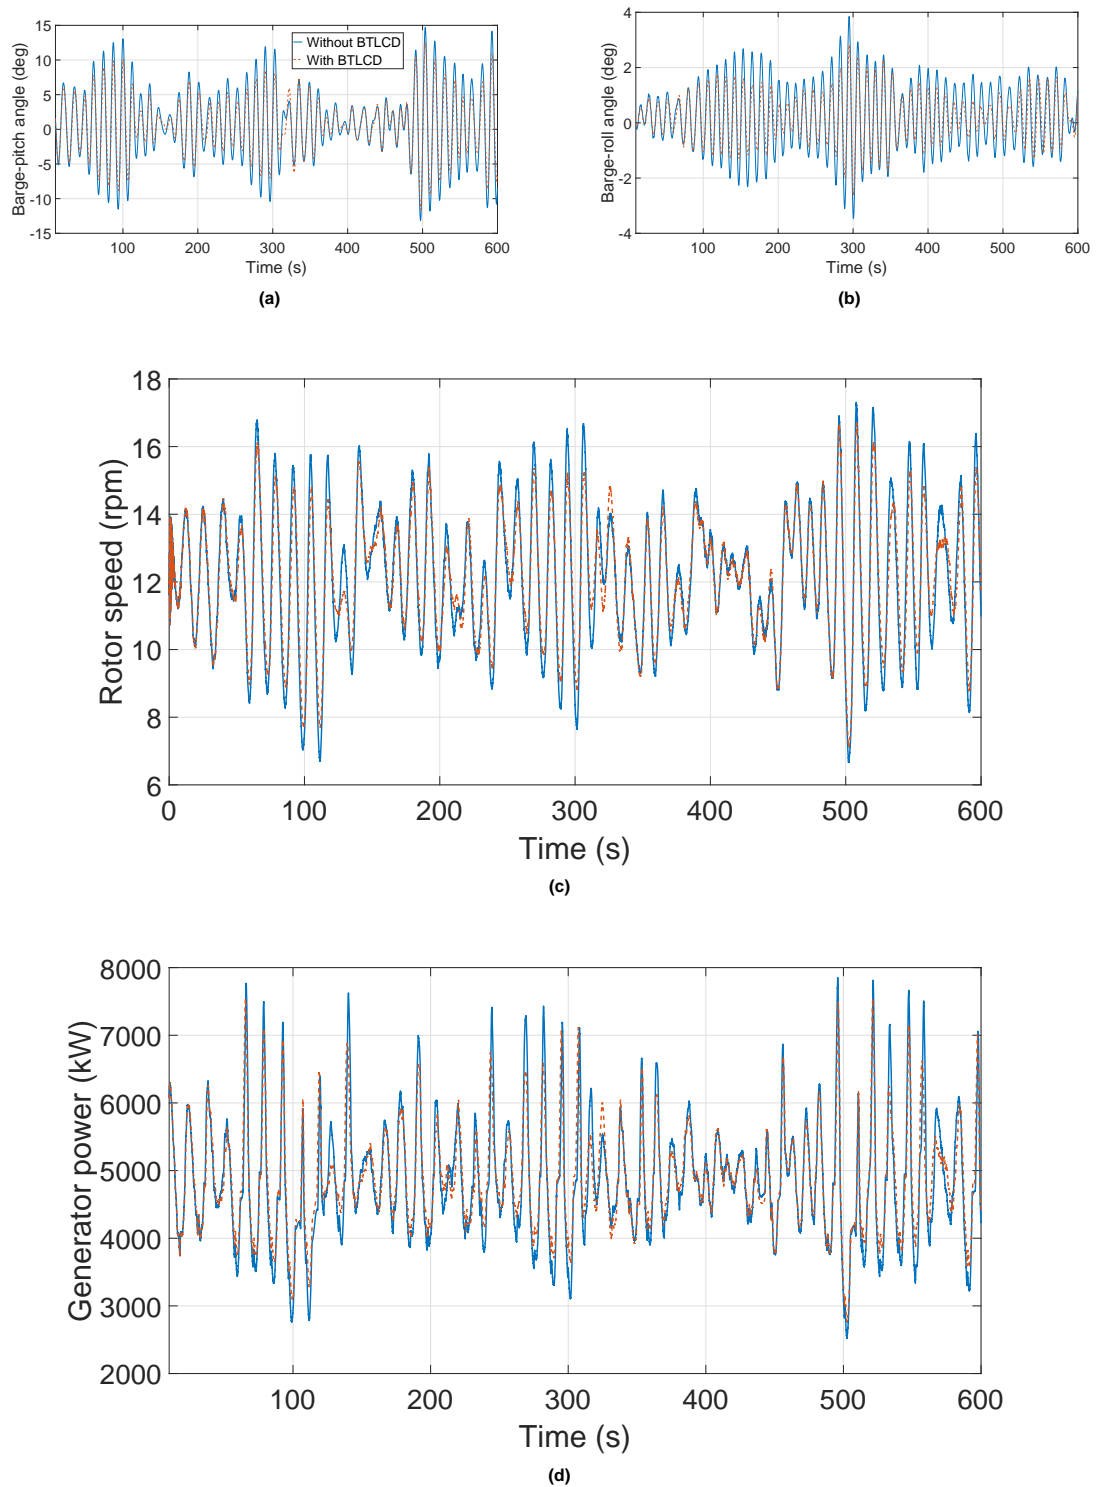 Barge-pitch angle (deg)
15
10
5
0
-5
-10
-15
Without BTLCD
With BTLCD
100 200 300 400 500 600
Time (s)
(a)
Barge-roll angle (deg)
4
2
0
-2
-4
100 200 300 400 500 600
Time (s)
(b)
Rotor speed (rpm)
18
16
14
12
10
8
6
0 100 200 300 400 500 600
Time (s)
(c)
Generator power (kW)
8000
7000
6000
5000
4000
3000
2000
100 200 300 400 500 600
Time (s)
(d)